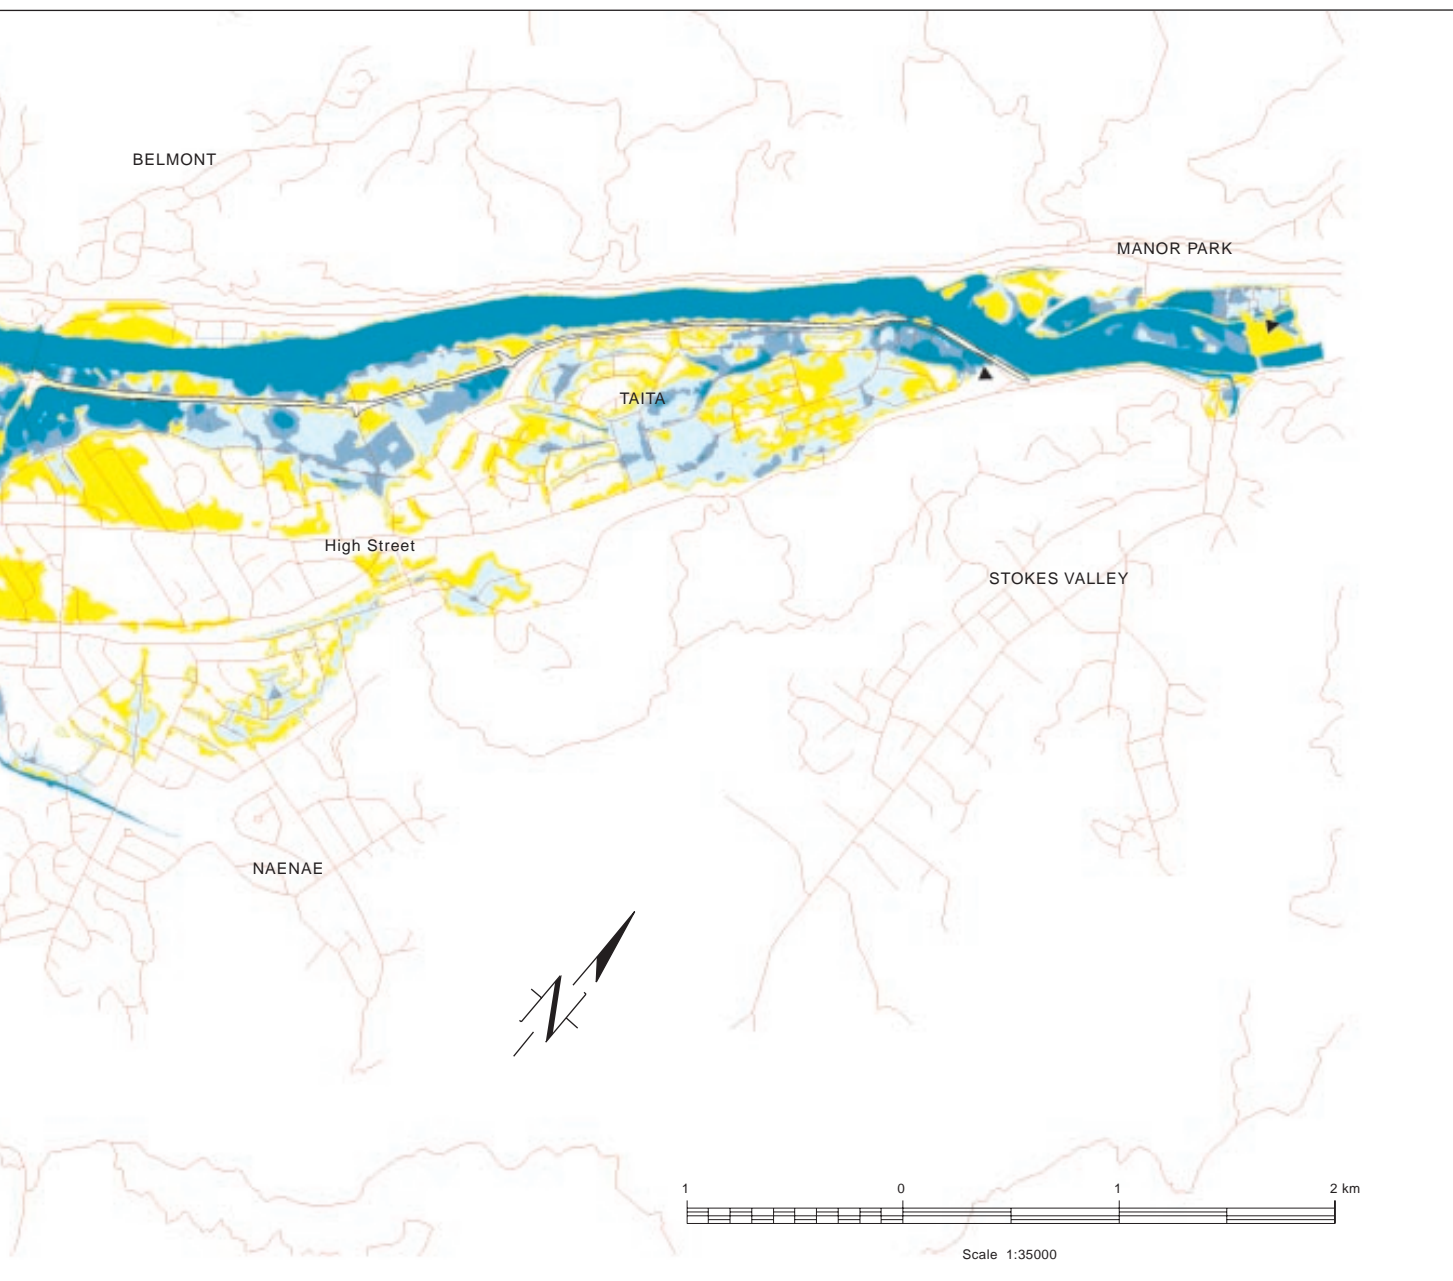 BELMONT
MANOR PARK
TAITA
High Street
STOKES VALLEY
NAENAE
N
1 0 1 2 km
Scale 1:35000